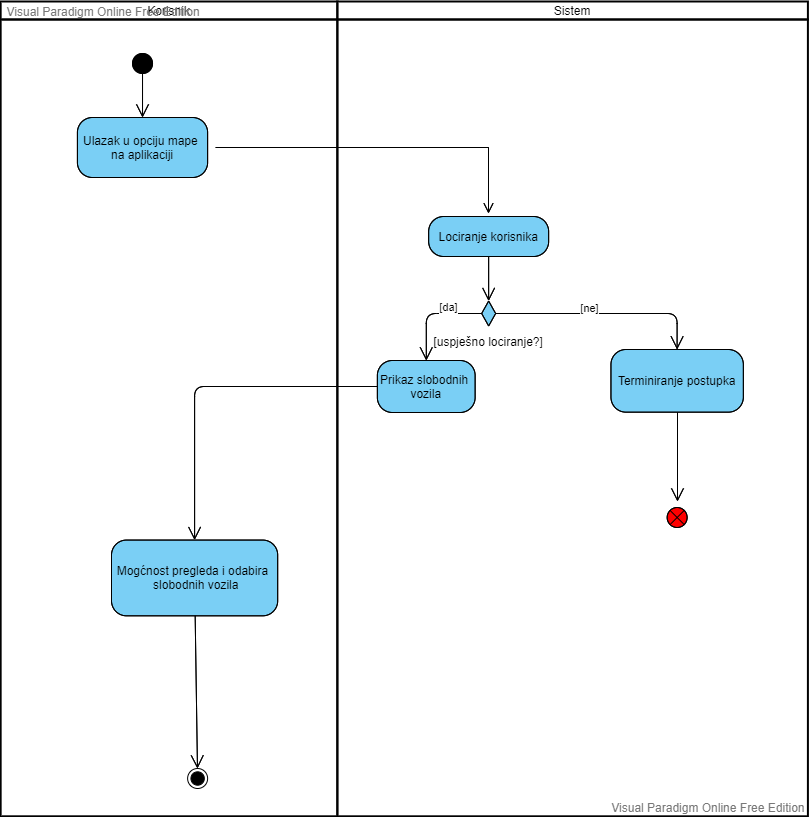 Visual Paradigm Online Free Edition
Korisnik
Sistem
Ulazak u opciju mape
na aplikaciji
Lociranje korisnika
[da]
[ne]
[uspješno lociranje?]
Prikaz slobodnih
vozila
Terminiranje postupka
Mogćnost pregleda i odabira
slobodnih vozila
Visual Paradigm Online Free Edition